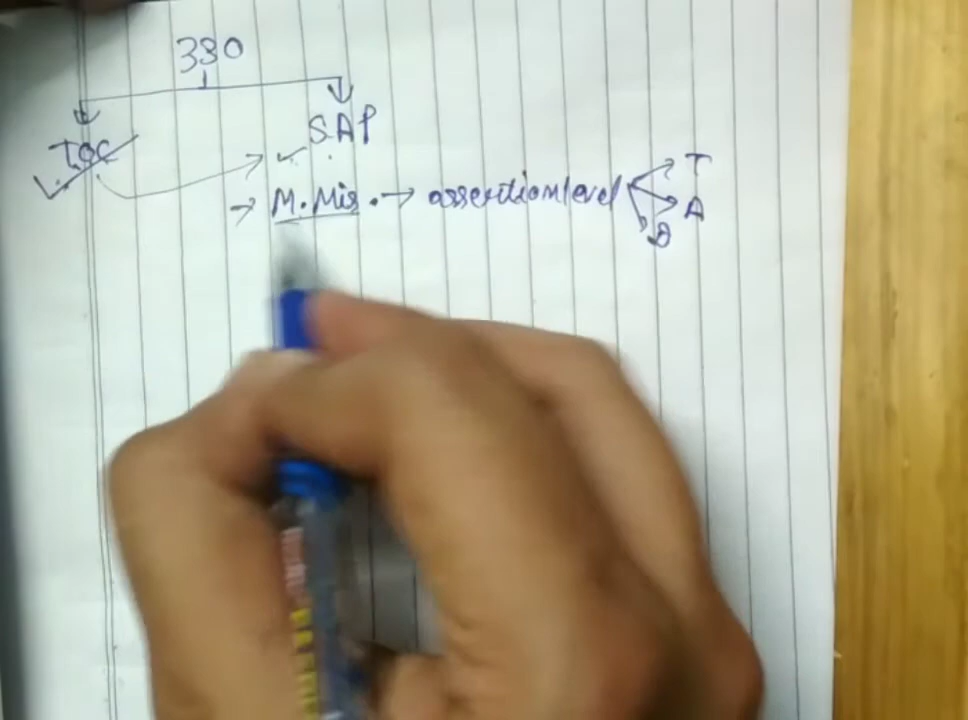 330
TOC
SAP
M. Mis. → assertion level
T
A
D